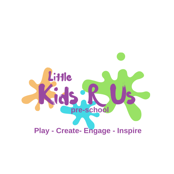 Little
Kids R Us
pre-school
Play - Create- Engage - Inspire